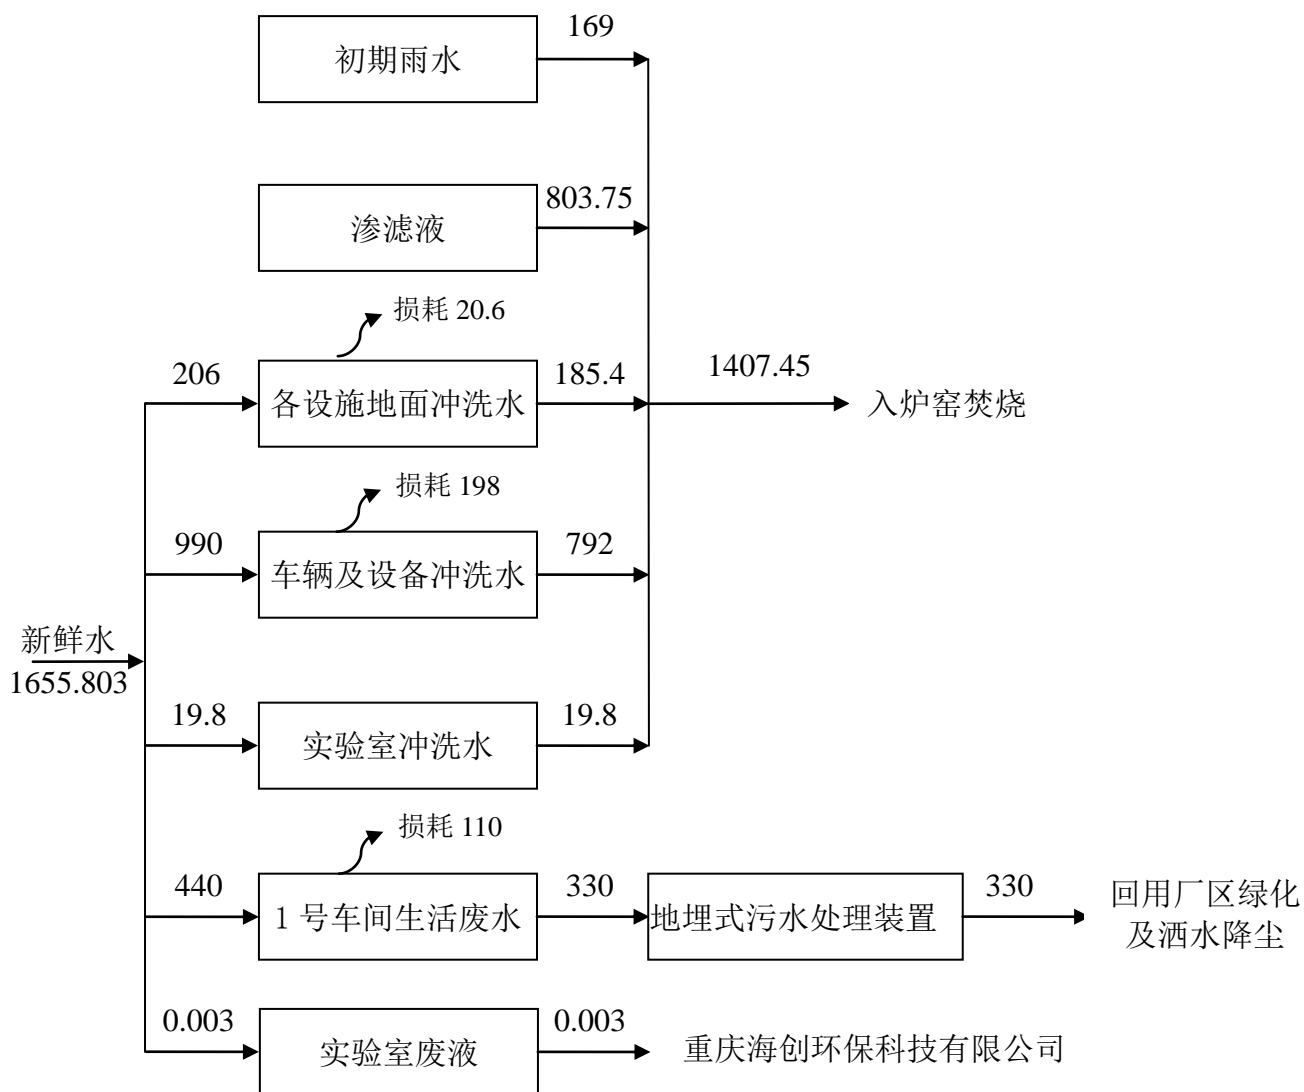 169
初期雨水
803.75
渗滤液
损耗 20.6
206
各设施地面冲洗水
185.4
1407.45
入炉窑焚烧
损耗 198
990
车辆及设备冲洗水
792
新鲜水
1655.803
19.8
实验室冲洗水
19.8
损耗 110
440
1 号车间生活废水
330
地埋式污水处理装置
330
回用厂区绿化
及洒水降尘
0.003
实验室废液
0.003
重庆海创环保科技有限公司